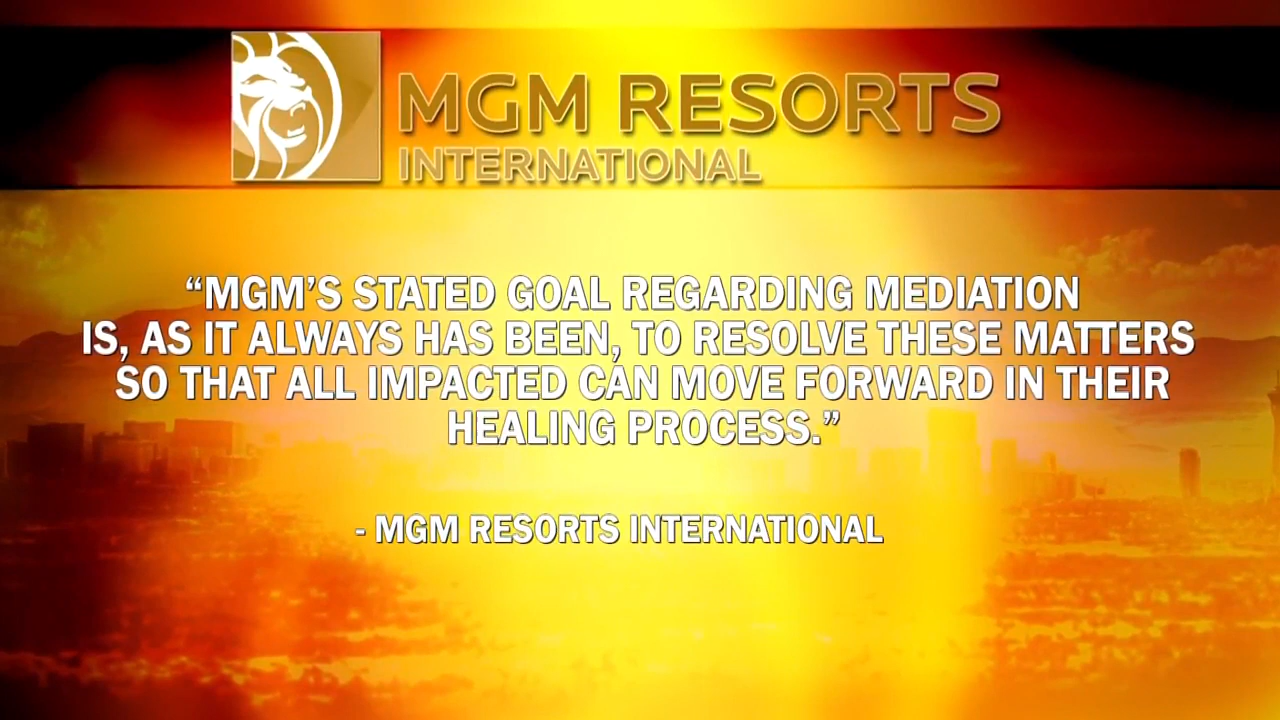 MGM RESORTS
INTERNATIONAL
“MGM’S STATED GOAL REGARDING MEDIATION
IS, AS IT ALWAYS HAS BEEN, TO RESOLVE THESE MATTERS
SO THAT ALL IMPACTED CAN MOVE FORWARD IN THEIR
HEALING PROCESS.”
- MGM RESORTS INTERNATIONAL